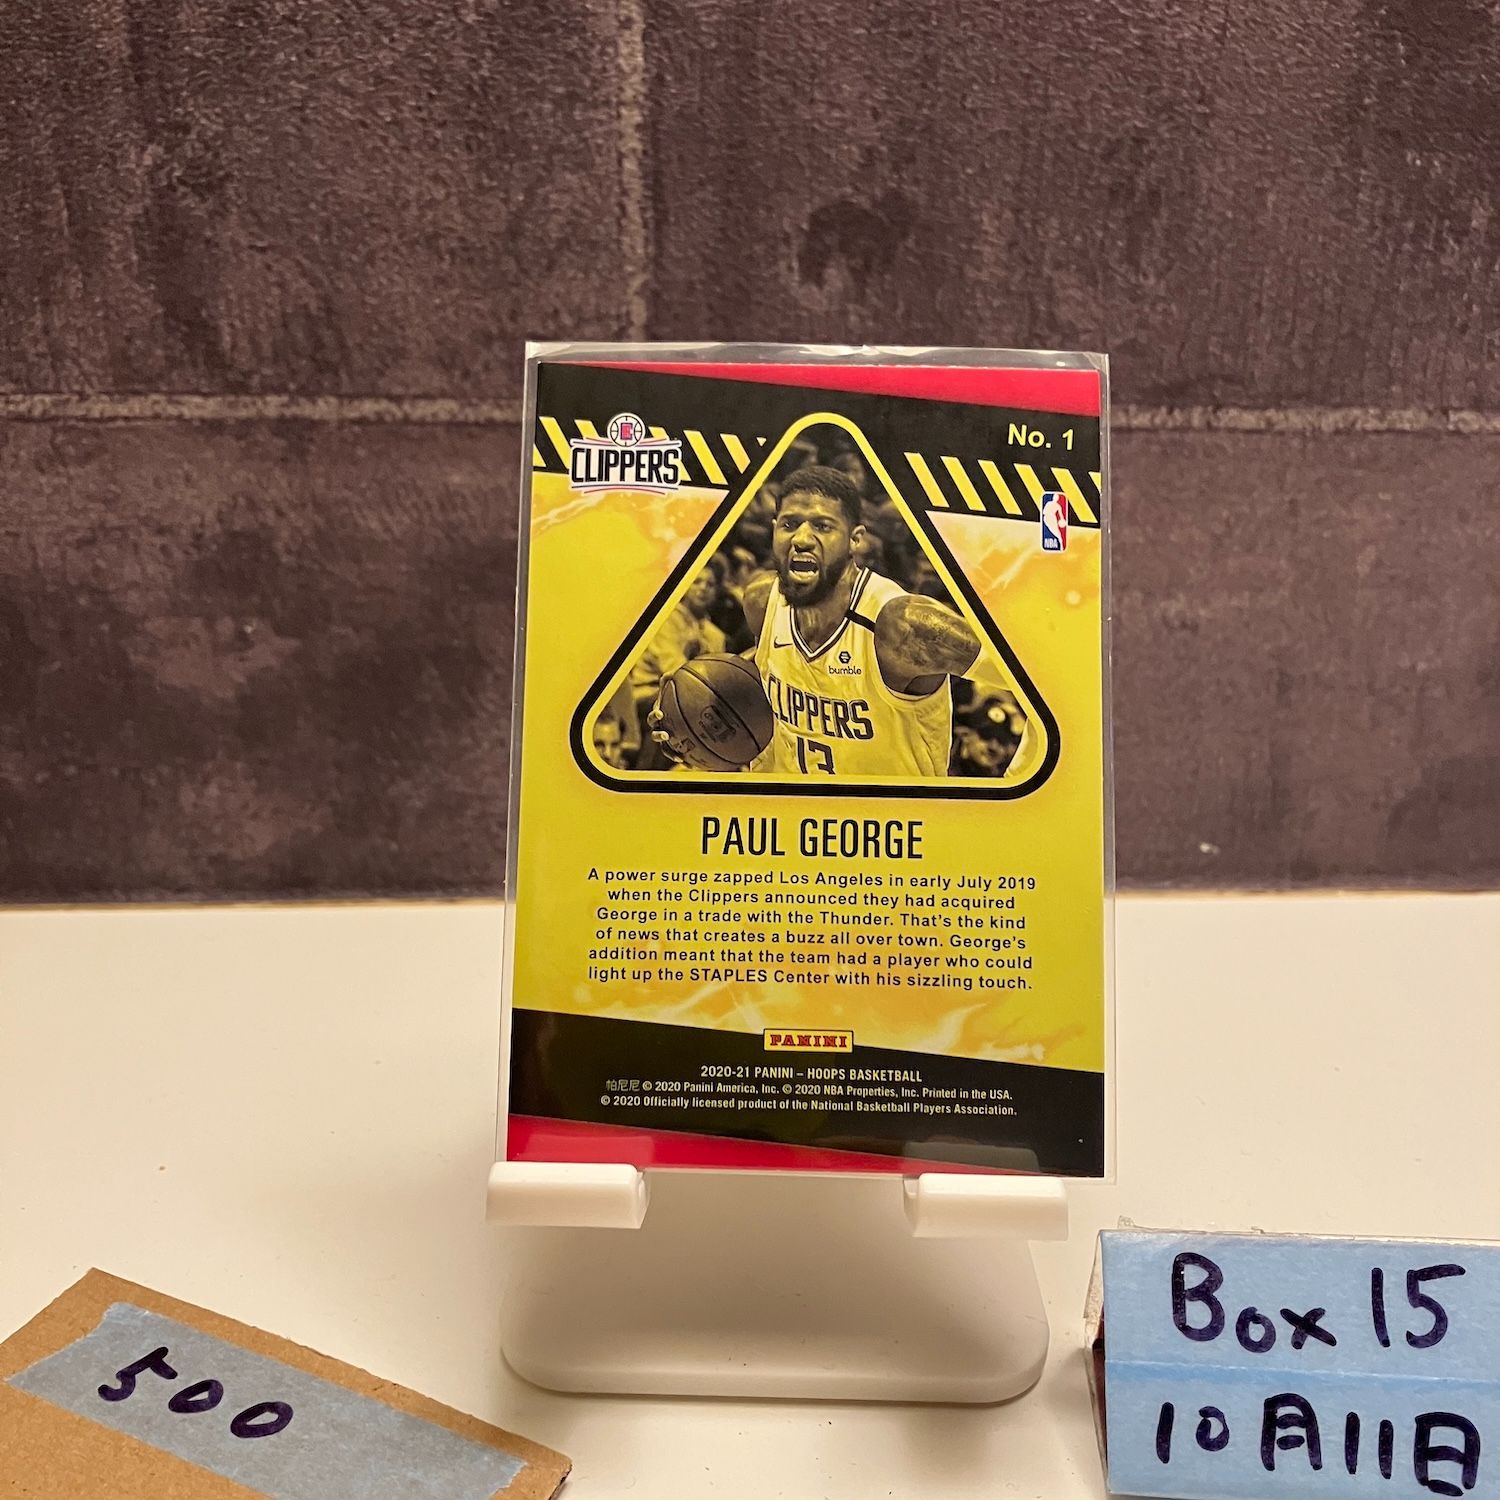 No. 1
CLIPPERS
NBA
bumble
CLIPPERS
13
PAUL GEORGE
A power surge zapped Los Angeles in early July 2019
when the Clippers announced they had acquired
George in a trade with the Thunder. That's the kind
of news that creates a buzz all over town. George's
addition meant that the team had a player who could
light up the STAPLES Center with his sizzling touch.
PANINI
2020-21 PANINI – HOOPS BASKETBALL
帕尼尼 © 2020 Panini America, Inc. © 2020 NBA Properties, Inc. Printed in the USA.
© 2020 Officially licensed product of the National Basketball Players Association.
500
Box 15
10月11日